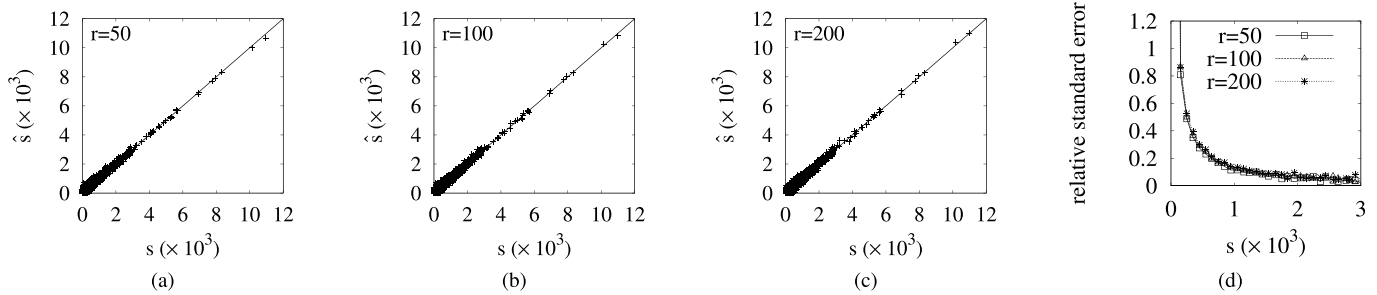 r=50
12
10
8
6
4
2
0
ŝ (× 10³)
0 2 4 6 8 10 12
s (× 10³)
(a)
r=100
12
10
8
6
4
2
0
ŝ (× 10³)
0 2 4 6 8 10 12
s (× 10³)
(b)
r=200
12
10
8
6
4
2
0
ŝ (× 10³)
0 2 4 6 8 10 12
s (× 10³)
(c)
relative standard error
1.2
1
0.8
0.6
0.4
0.2
0
r=50
r=100
r=200
0 1 2 3
s (× 10³)
(d)